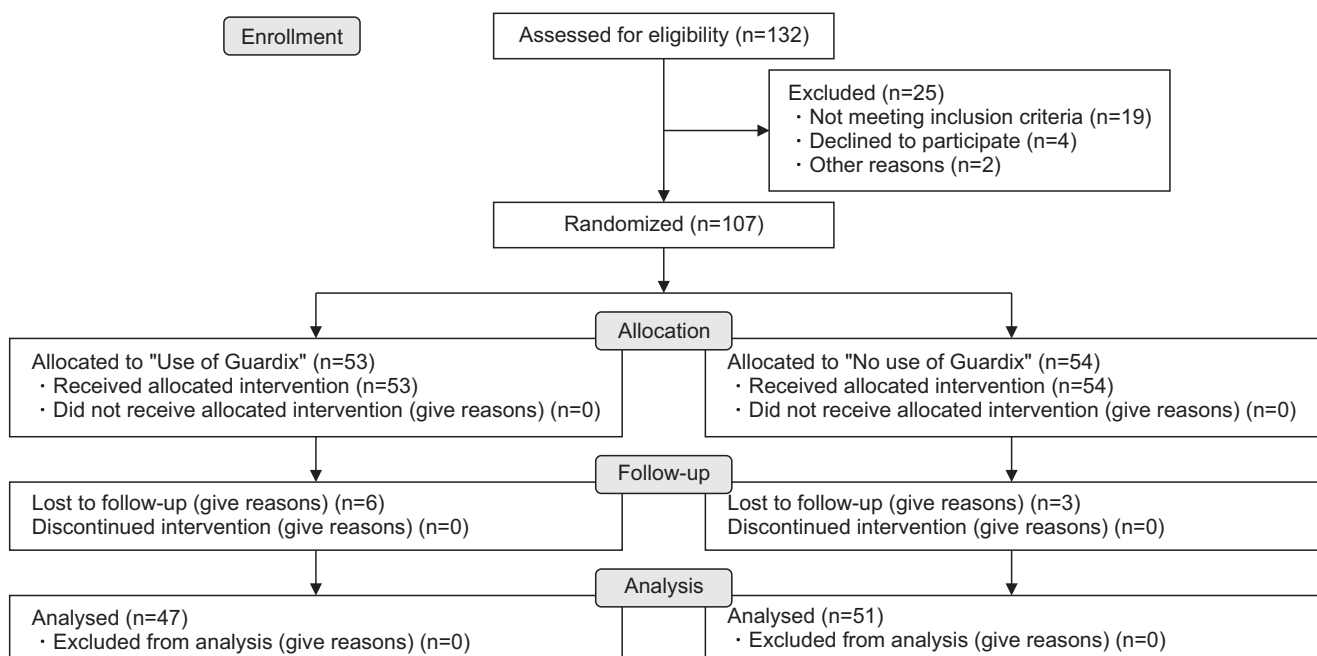 Enrollment
Assessed for eligibility (n=132)
Excluded (n=25)
· Not meeting inclusion criteria (n=19)
· Declined to participate (n=4)
· Other reasons (n=2)
Randomized (n=107)
Allocation
Allocated to "Use of Guardix" (n=53)
· Received allocated intervention (n=53)
· Did not receive allocated intervention (give reasons) (n=0)
Allocated to "No use of Guardix" (n=54)
· Received allocated intervention (n=54)
· Did not receive allocated intervention (give reasons) (n=0)
Follow-up
Lost to follow-up (give reasons) (n=6)
Discontinued intervention (give reasons) (n=0)
Lost to follow-up (give reasons) (n=3)
Discontinued intervention (give reasons) (n=0)
Analysis
Analysed (n=47)
· Excluded from analysis (give reasons) (n=0)
Analysed (n=51)
· Excluded from analysis (give reasons) (n=0)